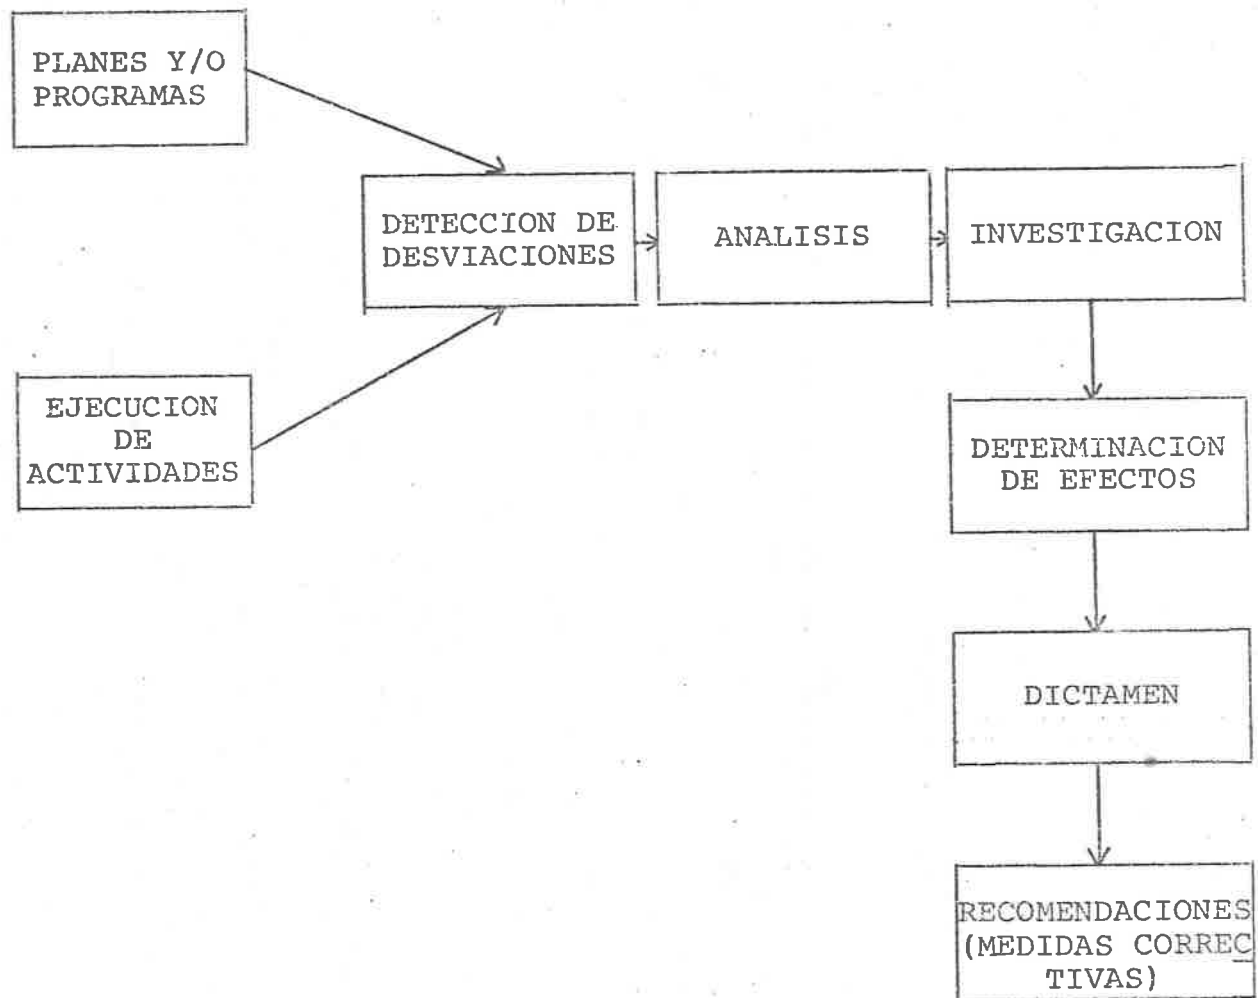 PLANES Y/O
PROGRAMAS
DETECCION DE
DESVIACIONES
ANALISIS
INVESTIGACION
EJECUCION
DE
ACTIVIDADES
DETERMINACION
DE EFECTOS
DICTAMEN
RECOMENDACIONES
(MEDIDAS CORREC
TIVAS)